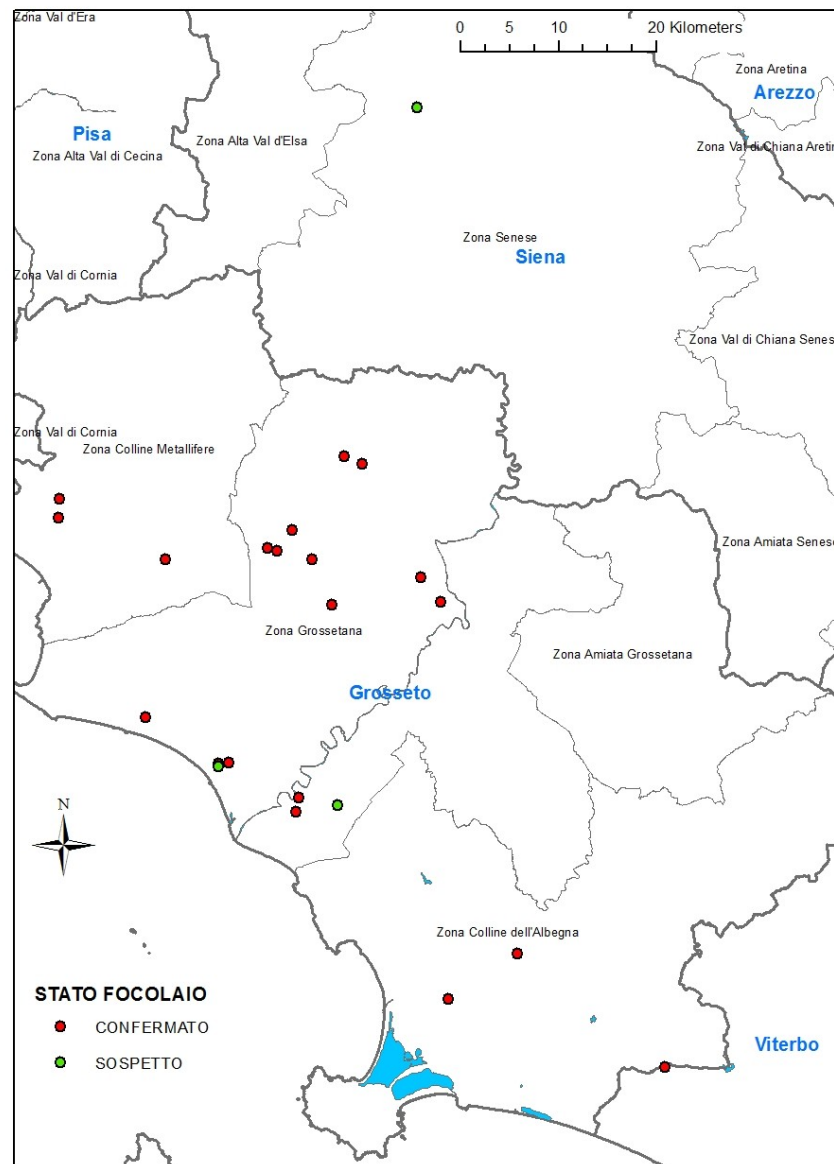 Zona Val d'Era
0 5 10 20 Kilometers
Zona Aretina
Arezzo
Pisa
Zona Alta Val d'Elsa
Zona Val di Chiana Aretin
Zona Alta Val di Cecina
Zona Senese
Siena
Zona Val di Cornia
Zona Val di Chiana Senes
Zona Val di Cornia
Zona Colline Metallifere
Zona Amiata Senese
Zona Grossetana
Zona Amiata Grossetana
Grosseto
N
Zona Colline dell'Albegna
STATO FOCOLAIO
CONFERMATO
SOSPETTO
Viterbo